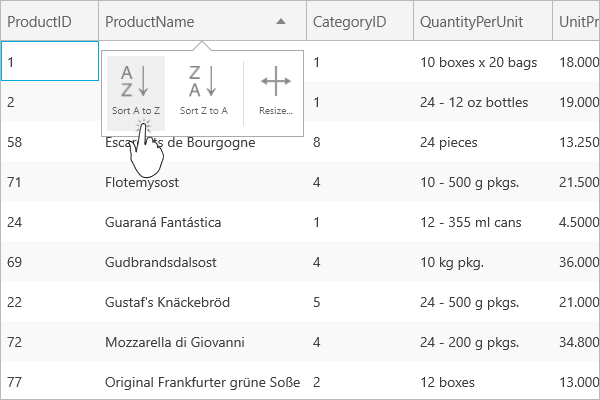 ProductID ProductName CategoryID QuantityPerUnit UnitPr
1 1 10 boxes x 20 bags 18.000
A Z Z A
Sort A to Z Sort Z to A Resize...
2 1 24 - 12 oz bottles 19.000
58 de Bourgogne 8 24 pieces 13.250
71 Flotemysost 4 10 - 500 g pkgs. 21.500
24 Guaraná Fantástica 1 12 - 355 ml cans 4.5000
69 Gudbrandsdalsost 4 10 kg pkg. 36.000
22 Gustaf's Knäckebröd 5 24 - 500 g pkgs. 21.000
72 Mozzarella di Giovanni 4 24 - 200 g pkgs. 34.800
77 Original Frankfurter grüne Soße 2 12 boxes 13.000